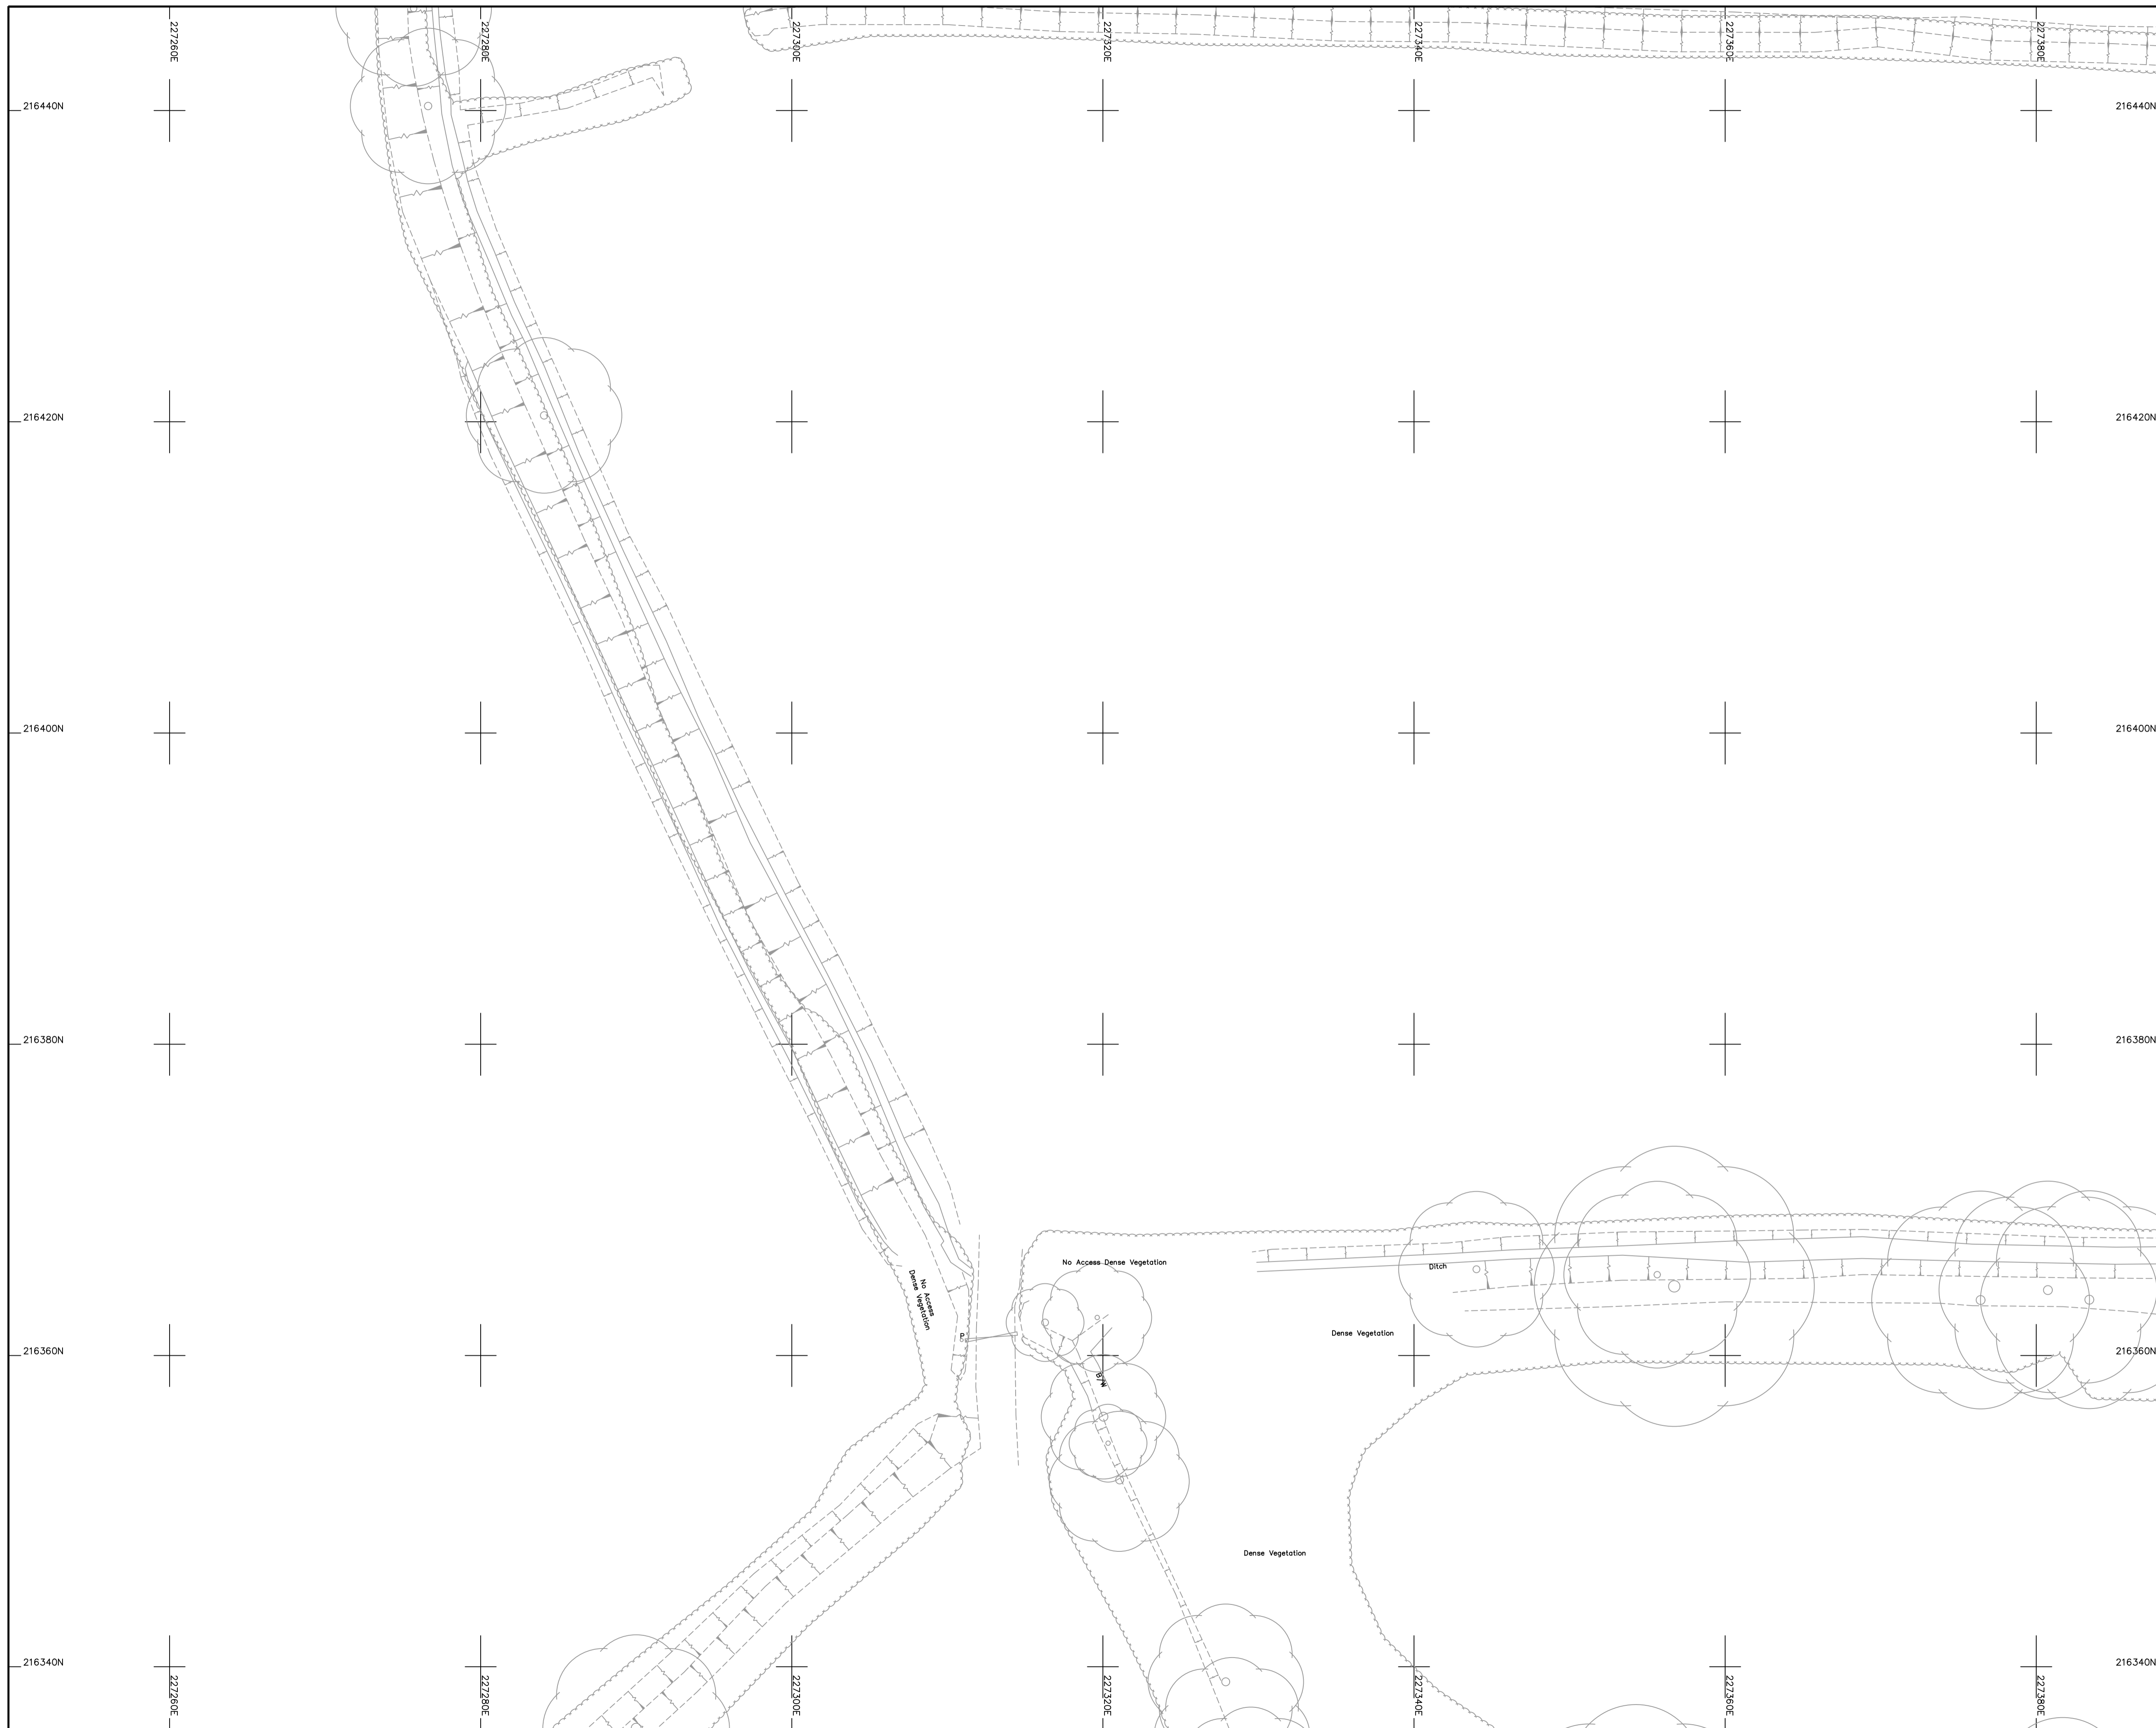 227260E
227280E
227300E
227320E
227340E
227360E
227380E
216440N
216440N
216420N
216420N
216400N
216400N
216380N
216380N
No Access Dense Vegetation
Ditch
No Access
Dense Vegetation
P
Dense Vegetation
216360N
216360N
B/W
Dense Vegetation
216340N
216340N
227260E
227280E
227300E
227320E
227340E
227360E
227380E